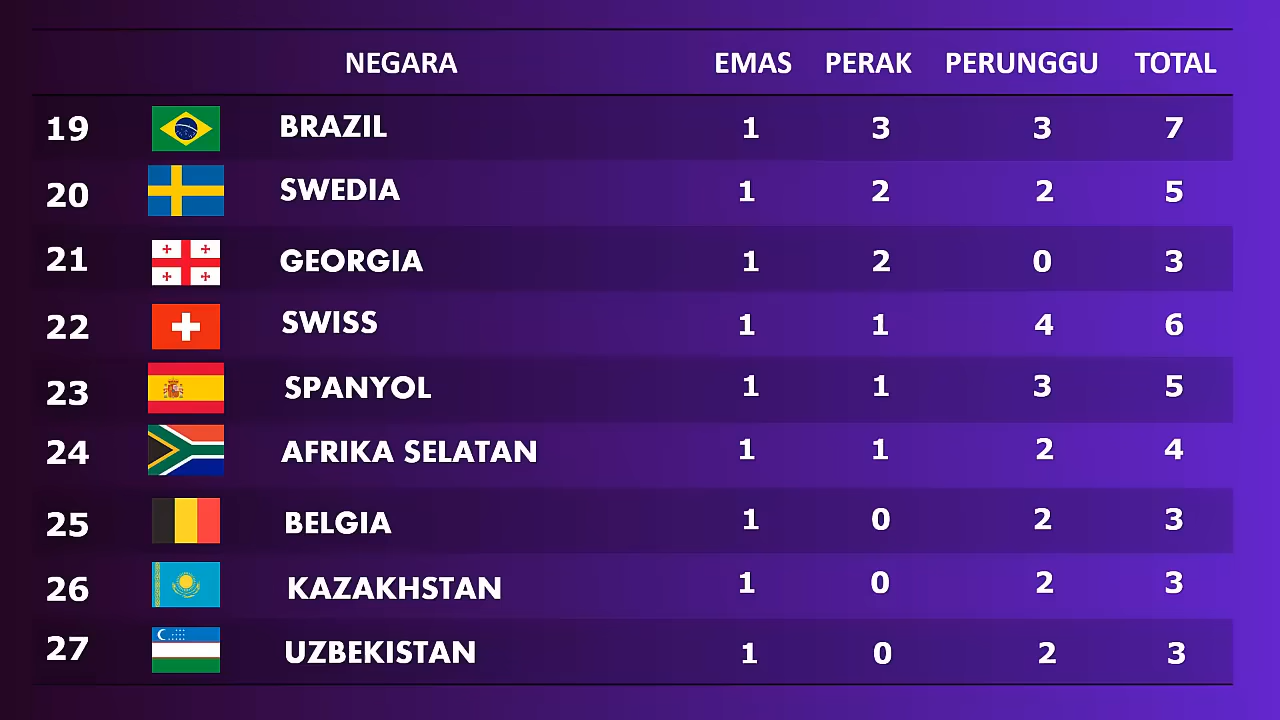 NEGARA EMAS PERAK PERUNGGU TOTAL
19 BRAZIL 1 3 3 7
20 SWEDIA 1 2 2 5
21 GEORGIA 1 2 0 3
22 SWISS 1 1 4 6
23 SPANYOL 1 1 3 5
24 AFRIKA SELATAN 1 1 2 4
25 BELGIA 1 0 2 3
26 KAZAKHSTAN 1 0 2 3
27 UZBEKISTAN 1 0 2 3